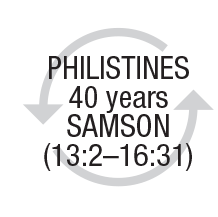 PHILISTINES
40 years
SAMSON
(13:2–16:31)